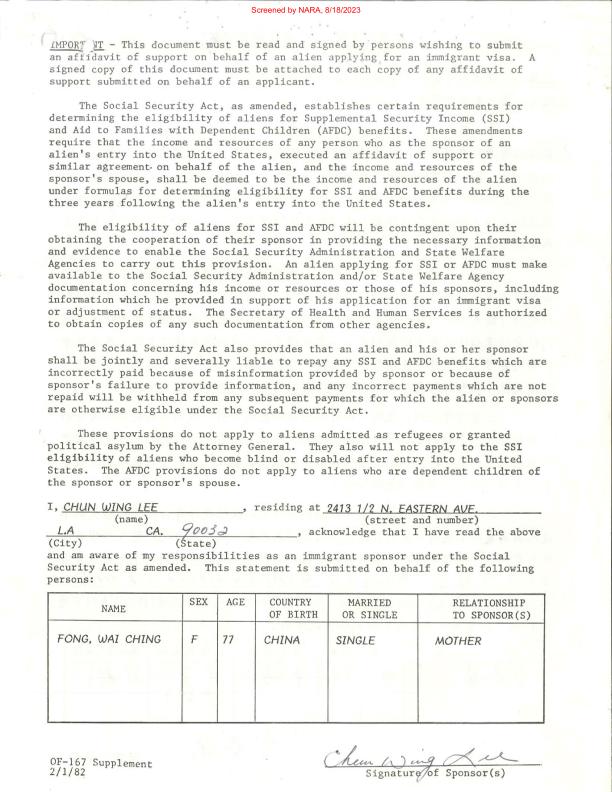 Screened by NARA, 8/18/2023
IMPORT NT - This document must be read and signed by persons wishing to submit
an affidavit of support on behalf of an alien applying for an immigrant visa. A
signed copy of this document must be attached to each copy of any affidavit of
support submitted on behalf of an applicant.
The Social Security Act, as amended, establishes certain requirements for
determining the eligibility of aliens for Supplemental Security Income (SSI)
and Aid to Families with Dependent Children (AFDC) benefits. These amendments
require that the income and resources of any person who as the sponsor of an
alien's entry into the United States, executed an affidavit of support or
similar agreement on behalf of the alien, and the income and resources of the
sponsor's spouse, shall be deemed to be the income and resources of the alien
under formulas for determining eligibility for SSI and AFDC benefits during the
three years following the alien's entry into the United States.
The eligibility of aliens for SSI and AFDC will be contingent upon their
obtaining the cooperation of their sponsor in providing the necessary information
and evidence to enable the Social Security Administration and State Welfare
Agencies to carry out this provision. An alien applying for SSI or AFDC must make
available to the Social Security Administration and/or State Welfare Agency
documentation concerning his income or resources or those of his sponsors, including
information which he provided in support of his application for an immigrant visa
or adjustment of status. The Secretary of Health and Human Services is authorized
to obtain copies of any such documentation from other agencies.
The Social Security Act also provides that an alien and his or her sponsor
shall be jointly and severally liable to repay any SSI and AFDC benefits which are
incorrectly paid because of misinformation provided by sponsor or because of
sponsor's failure to provide information, and any incorrect payments which are not
repaid will be withheld from any subsequent payments for which the alien or sponsors
are otherwise eligible under the Social Security Act.
These provisions do not apply to aliens admitted as refugees or granted
political asylum by the Attorney General. They also will not apply to the SSI
eligibility of aliens who become blind or disabled after entry into the United
States. The AFDC provisions do not apply to aliens who are dependent children of
the sponsor or sponsor's spouse.
I, CHUN WING LEE, residing at 2413 1/2 N. EASTERN AVE.
(name) (street and number)
L.A CA. 90032, acknowledge that I have read the above
(City) (State)
and am aware of my responsibilities as an immigrant sponsor under the Social
Security Act as amended. This statement is submitted on behalf of the following
persons:
NAME SEX AGE COUNTRY OF BIRTH MARRIED OR SINGLE RELATIONSHIP TO SPONSOR(S)
FONG, WAI CHING F 77 CHINA SINGLE MOTHER
OF-167 Supplement
2/1/82
Chun Wing Lee
Signature of Sponsor(s)